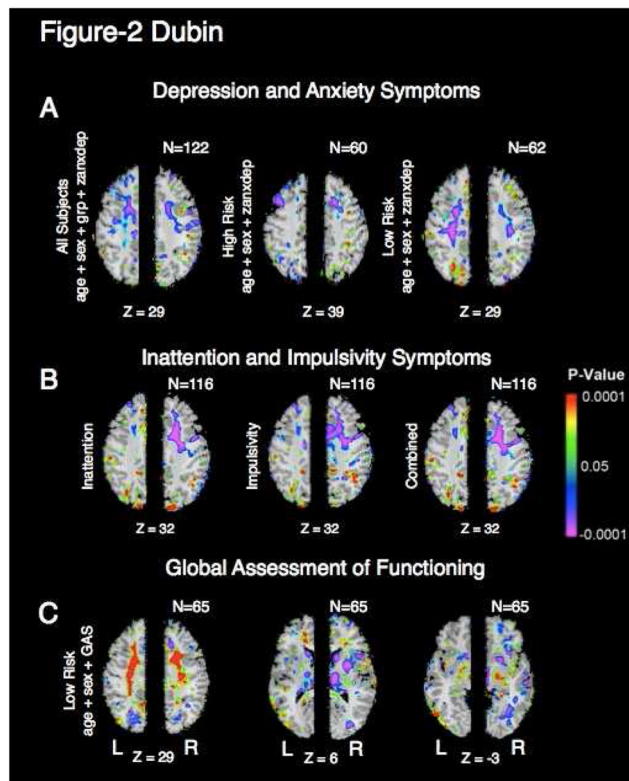 Figure-2 Dubin
Depression and Anxiety Symptoms
A
All Subjects
age + sex + grp + zanxdep
N=122
Z = 29
High Risk
age + sex + zanxdep
N=60
Z = 39
Low Risk
age + sex + zanxdep
N=62
Z = 29
Inattention and Impulsivity Symptoms
B
Inattention
N=116
Z = 32
Impulsivity
N=116
Z = 32
Combined
N=116
Z = 32
P-Value
0.0001
0.05
-0.0001
Global Assessment of Functioning
C
Low Risk
age + sex + GAS
N=65
L Z = 29 R
N=65
L Z = 6 R
N=65
L Z = -3 R